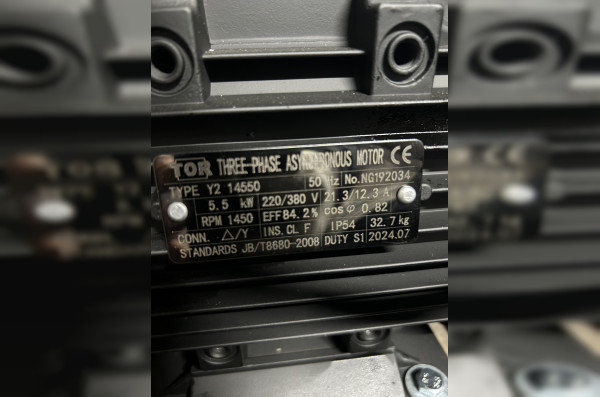 TOR THREE-PHASE ASYNCHRONOUS MOTOR CE
TYPE Y2 14560 50 Hz No.NG192034
5.5 kW 220/380 V 21.3/12.3 A
RPM 1450 EFF 84.2% cos φ 0.82
CONN. △/Y INS.CL F IP54 32.7 kg
STANDARDS JB/T8680-2008 DUTY S1 2024.07